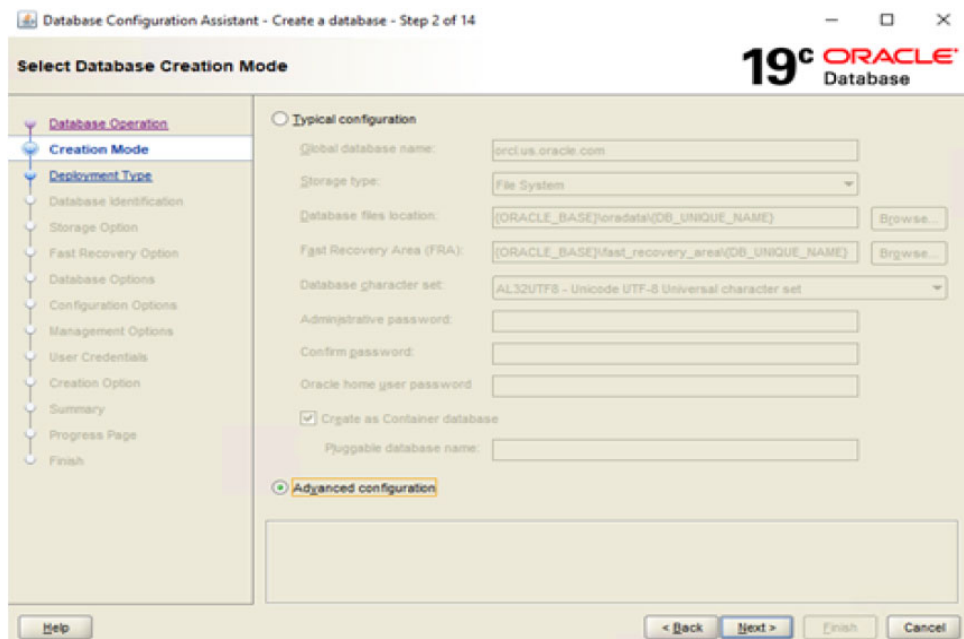 Database Configuration Assistant - Create a database - Step 2 of 14
Select Database Creation Mode
19c ORACLE
Database
Database Operation
Creation Mode
Deployment Type
Database Identification
Storage Option
Fast Recovery Option
Database Options
Configuration Options
Management Options
User Credentials
Creation Option
Summary
Progress Page
Finish
Typical configuration
Global database name: orcl.us.oracle.com
Storage type: File System
Database files location: {ORACLE_BASE}\oradata\{DB_UNIQUE_NAME} Browse...
Fast Recovery Area (FRA): {ORACLE_BASE}\fast_recovery_area\{DB_UNIQUE_NAME} Browse...
Database character set: AL32UTF8 - Unicode UTF-8 Universal character set
Administrative password:
Confirm password:
Oracle home user password
Create as Container database
Pluggable database name:
Advanced configuration
Help < Back Next > Finish Cancel